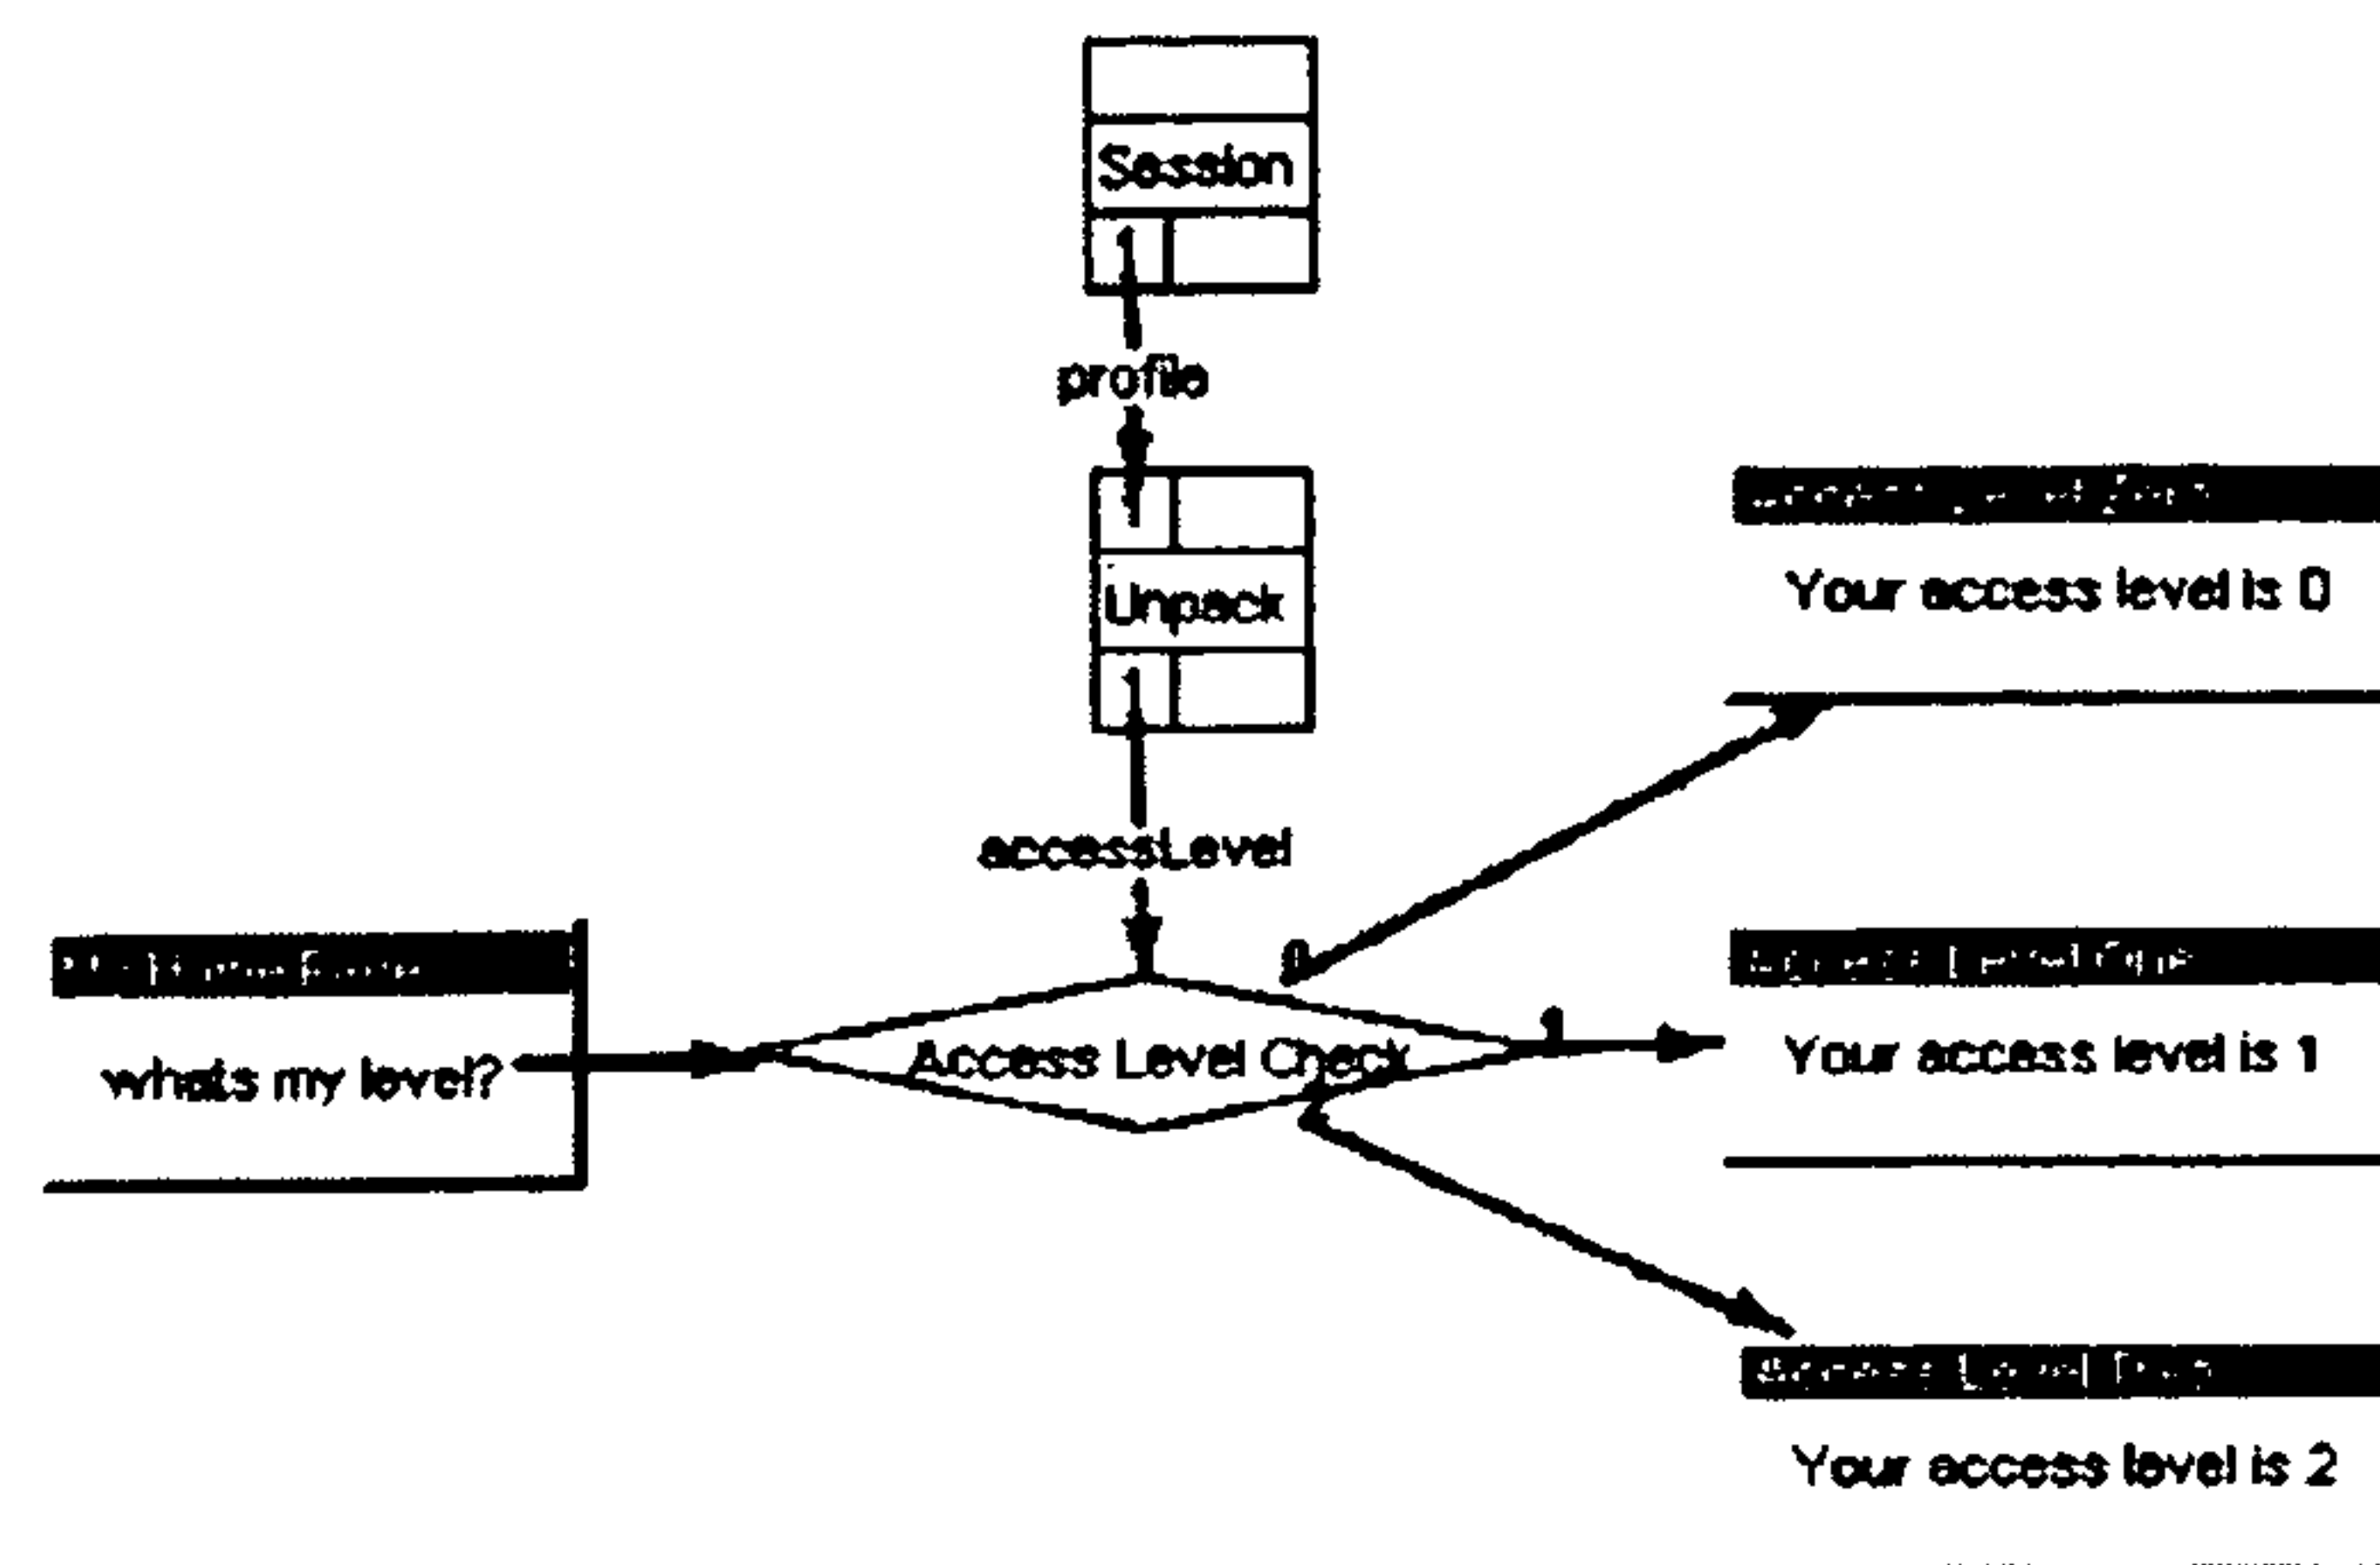 Session
profile
Unpack
Your access level is 0
accessLevel
0
whats my level?
Access Level Check
1
Your access level is 1
Your access level is 2